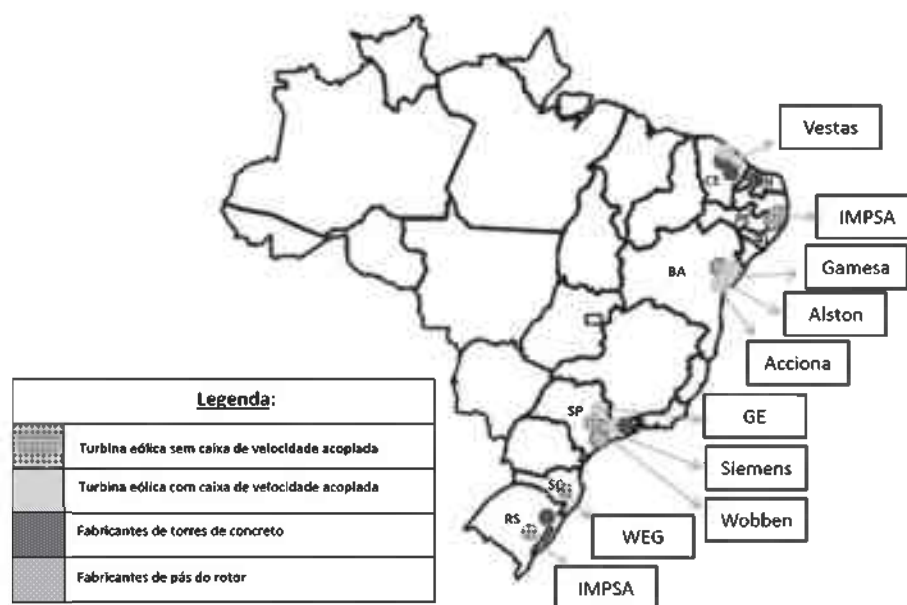 Vestas
CE
IMPSA
Gamesa
BA
Alston
Acciona
Legenda:
GE
SP
Turbina eólica sem caixa de velocidade acoplada
Siemens
Turbina eólica com caixa de velocidade acoplada
SC
Wobben
RS
Fabricantes de torres de concreto
WEG
Fabricantes de pás do rotor
IMPSA